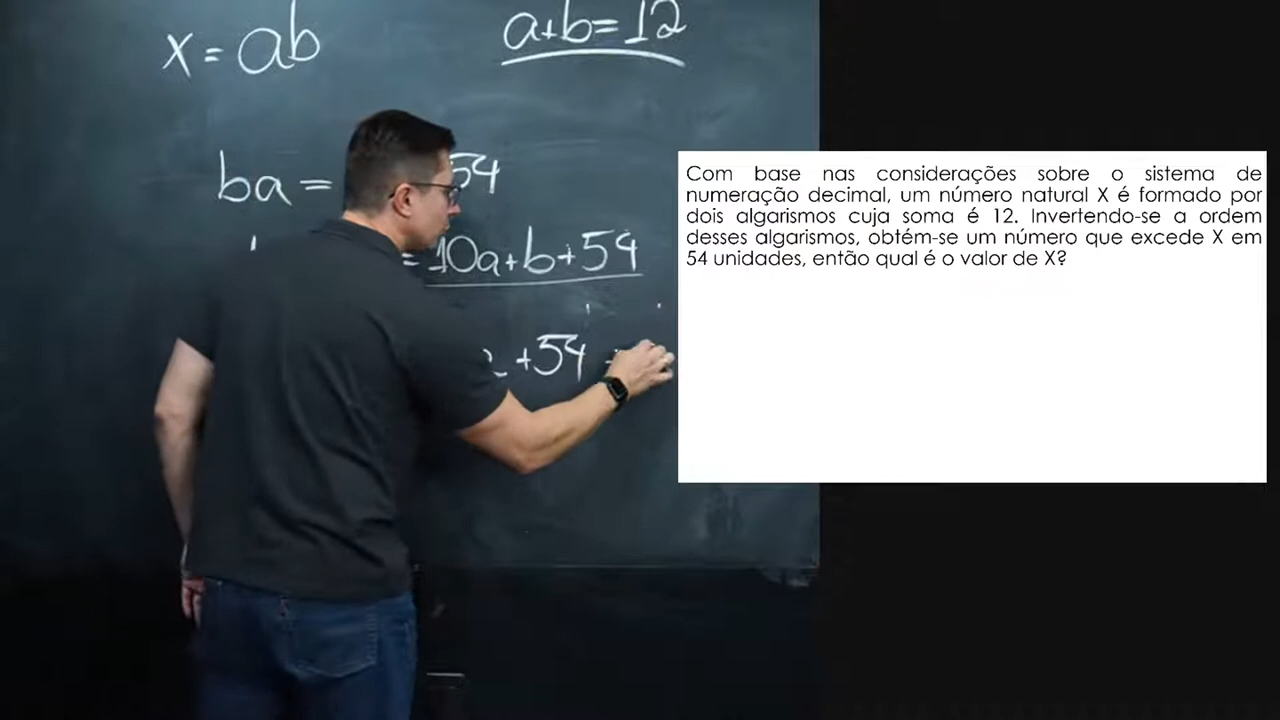 x = ab
a+b=12
ba = 54
= 10a+b+54
+54
Com base nas considerações sobre o sistema de
numeração decimal, um número natural X é formado por
dois algarismos cuja soma é 12. Invertendo-se a ordem
desses algarismos, obtém-se um número que excede X em
54 unidades, então qual é o valor de X?